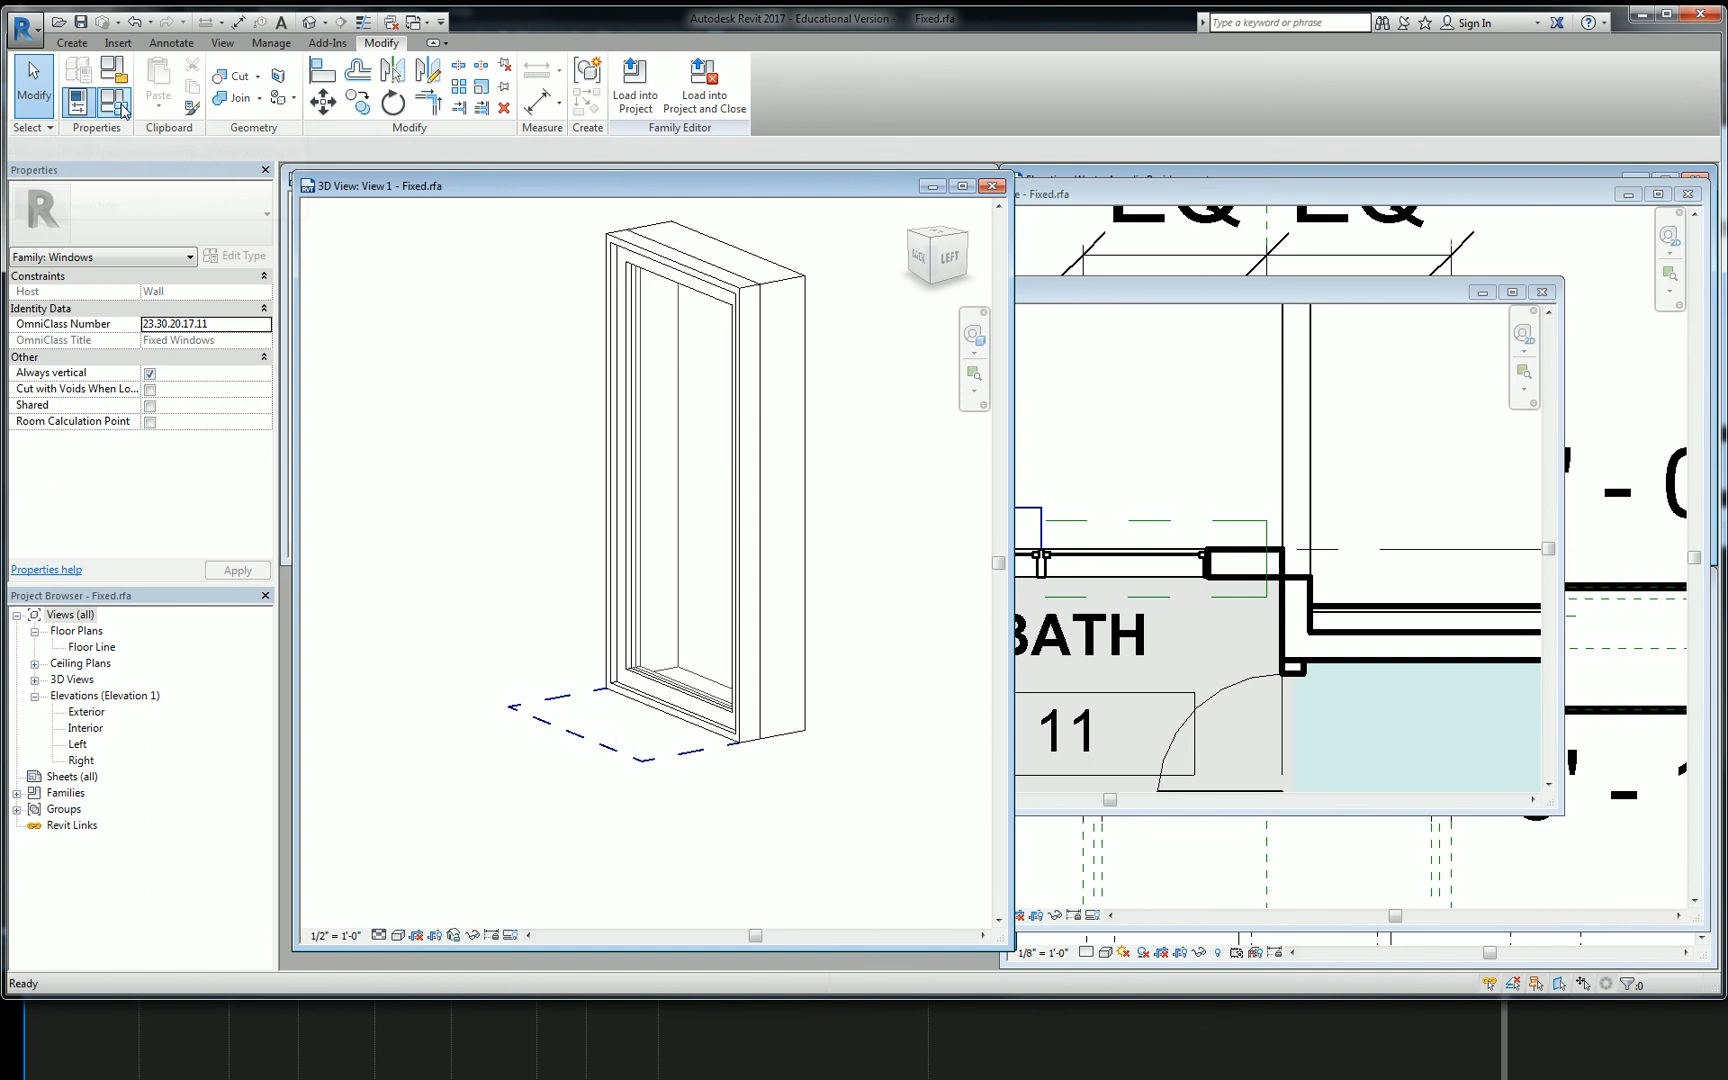 Autodesk Revit 2017 - Educational Version - Fixed.rfa
Type a keyword or phrase
Sign In
Create Insert Annotate View Manage Add-Ins Modify
Modify
Paste
Cut
Join
Load into Project
Load into Project and Close
Select Properties Clipboard Geometry Modify Measure Create Family Editor
Properties
R
Family: Windows
Edit Type
Constraints
Host Wall
Identity Data
OmniClass Number 23.30.20.17.11
OmniClass Title Fixed Windows
Other
Always vertical
Cut with Voids When Lo...
Shared
Room Calculation Point
Properties help
Apply
Project Browser - Fixed.rfa
Views (all)
Floor Plans
Floor Line
Ceiling Plans
3D Views
Elevations (Elevation 1)
Exterior
Interior
Left
Right
Sheets (all)
Families
Groups
Revit Links
3D View: View 1 - Fixed.rfa
BACK
LEFT
1/2" = 1'-0"
e - Fixed.rfa
EQ EQ
2D
2D
BATH
11
1/8" = 1'-0"
Ready
:0